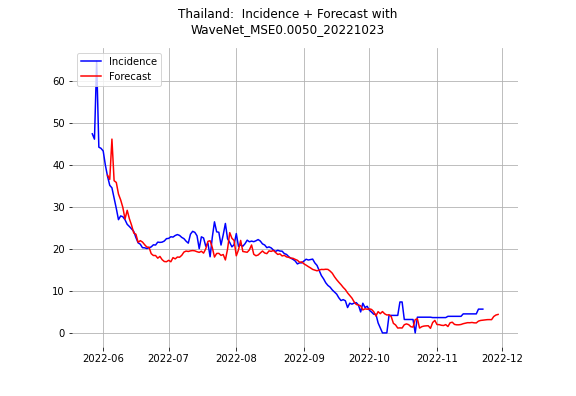 Thailand:  Incidence + Forecast with
WaveNet_MSE0.0050_20221023
Incidence
Forecast
60
50
40
30
20
10
0
2022-06 2022-07 2022-08 2022-09 2022-10 2022-11 2022-12